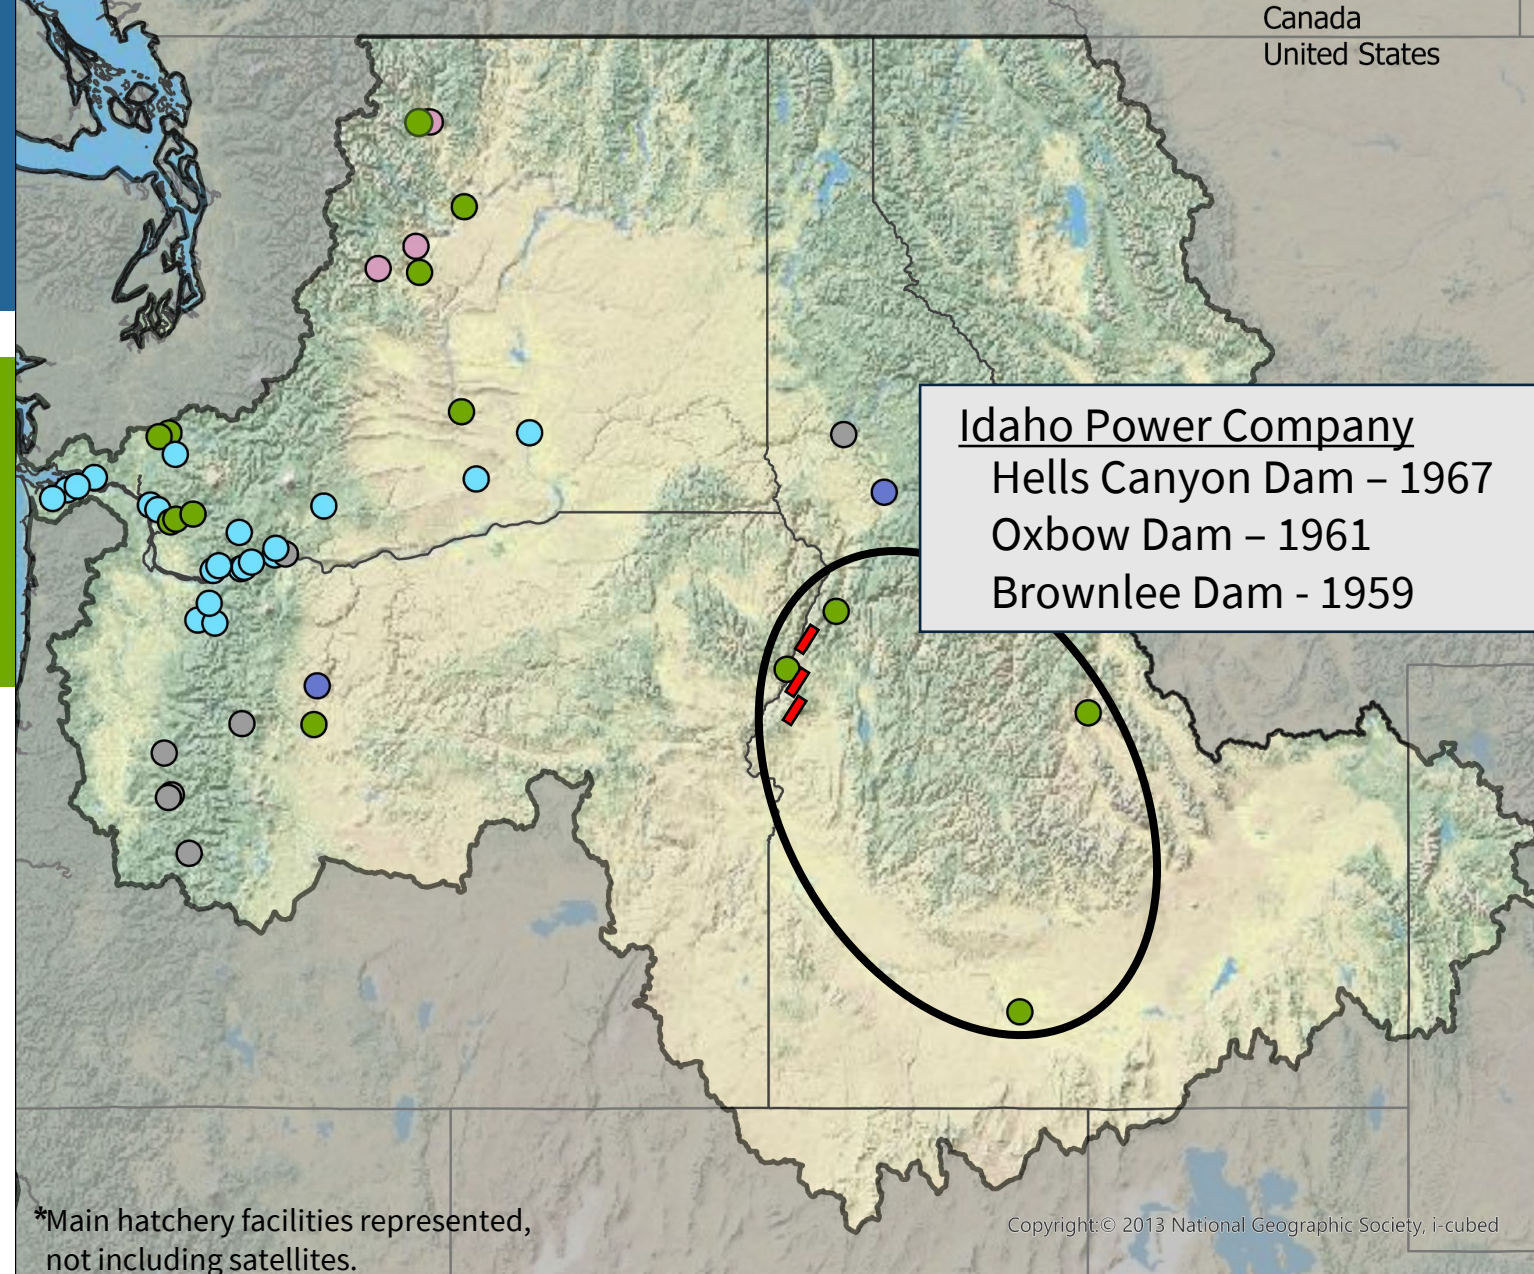 Canada
United States
Idaho Power Company
Hells Canyon Dam – 1967
Oxbow Dam – 1961
Brownlee Dam - 1959
*Main hatchery facilities represented,
not including satellites.
Copyright:© 2013 National Geographic Society, i-cubed